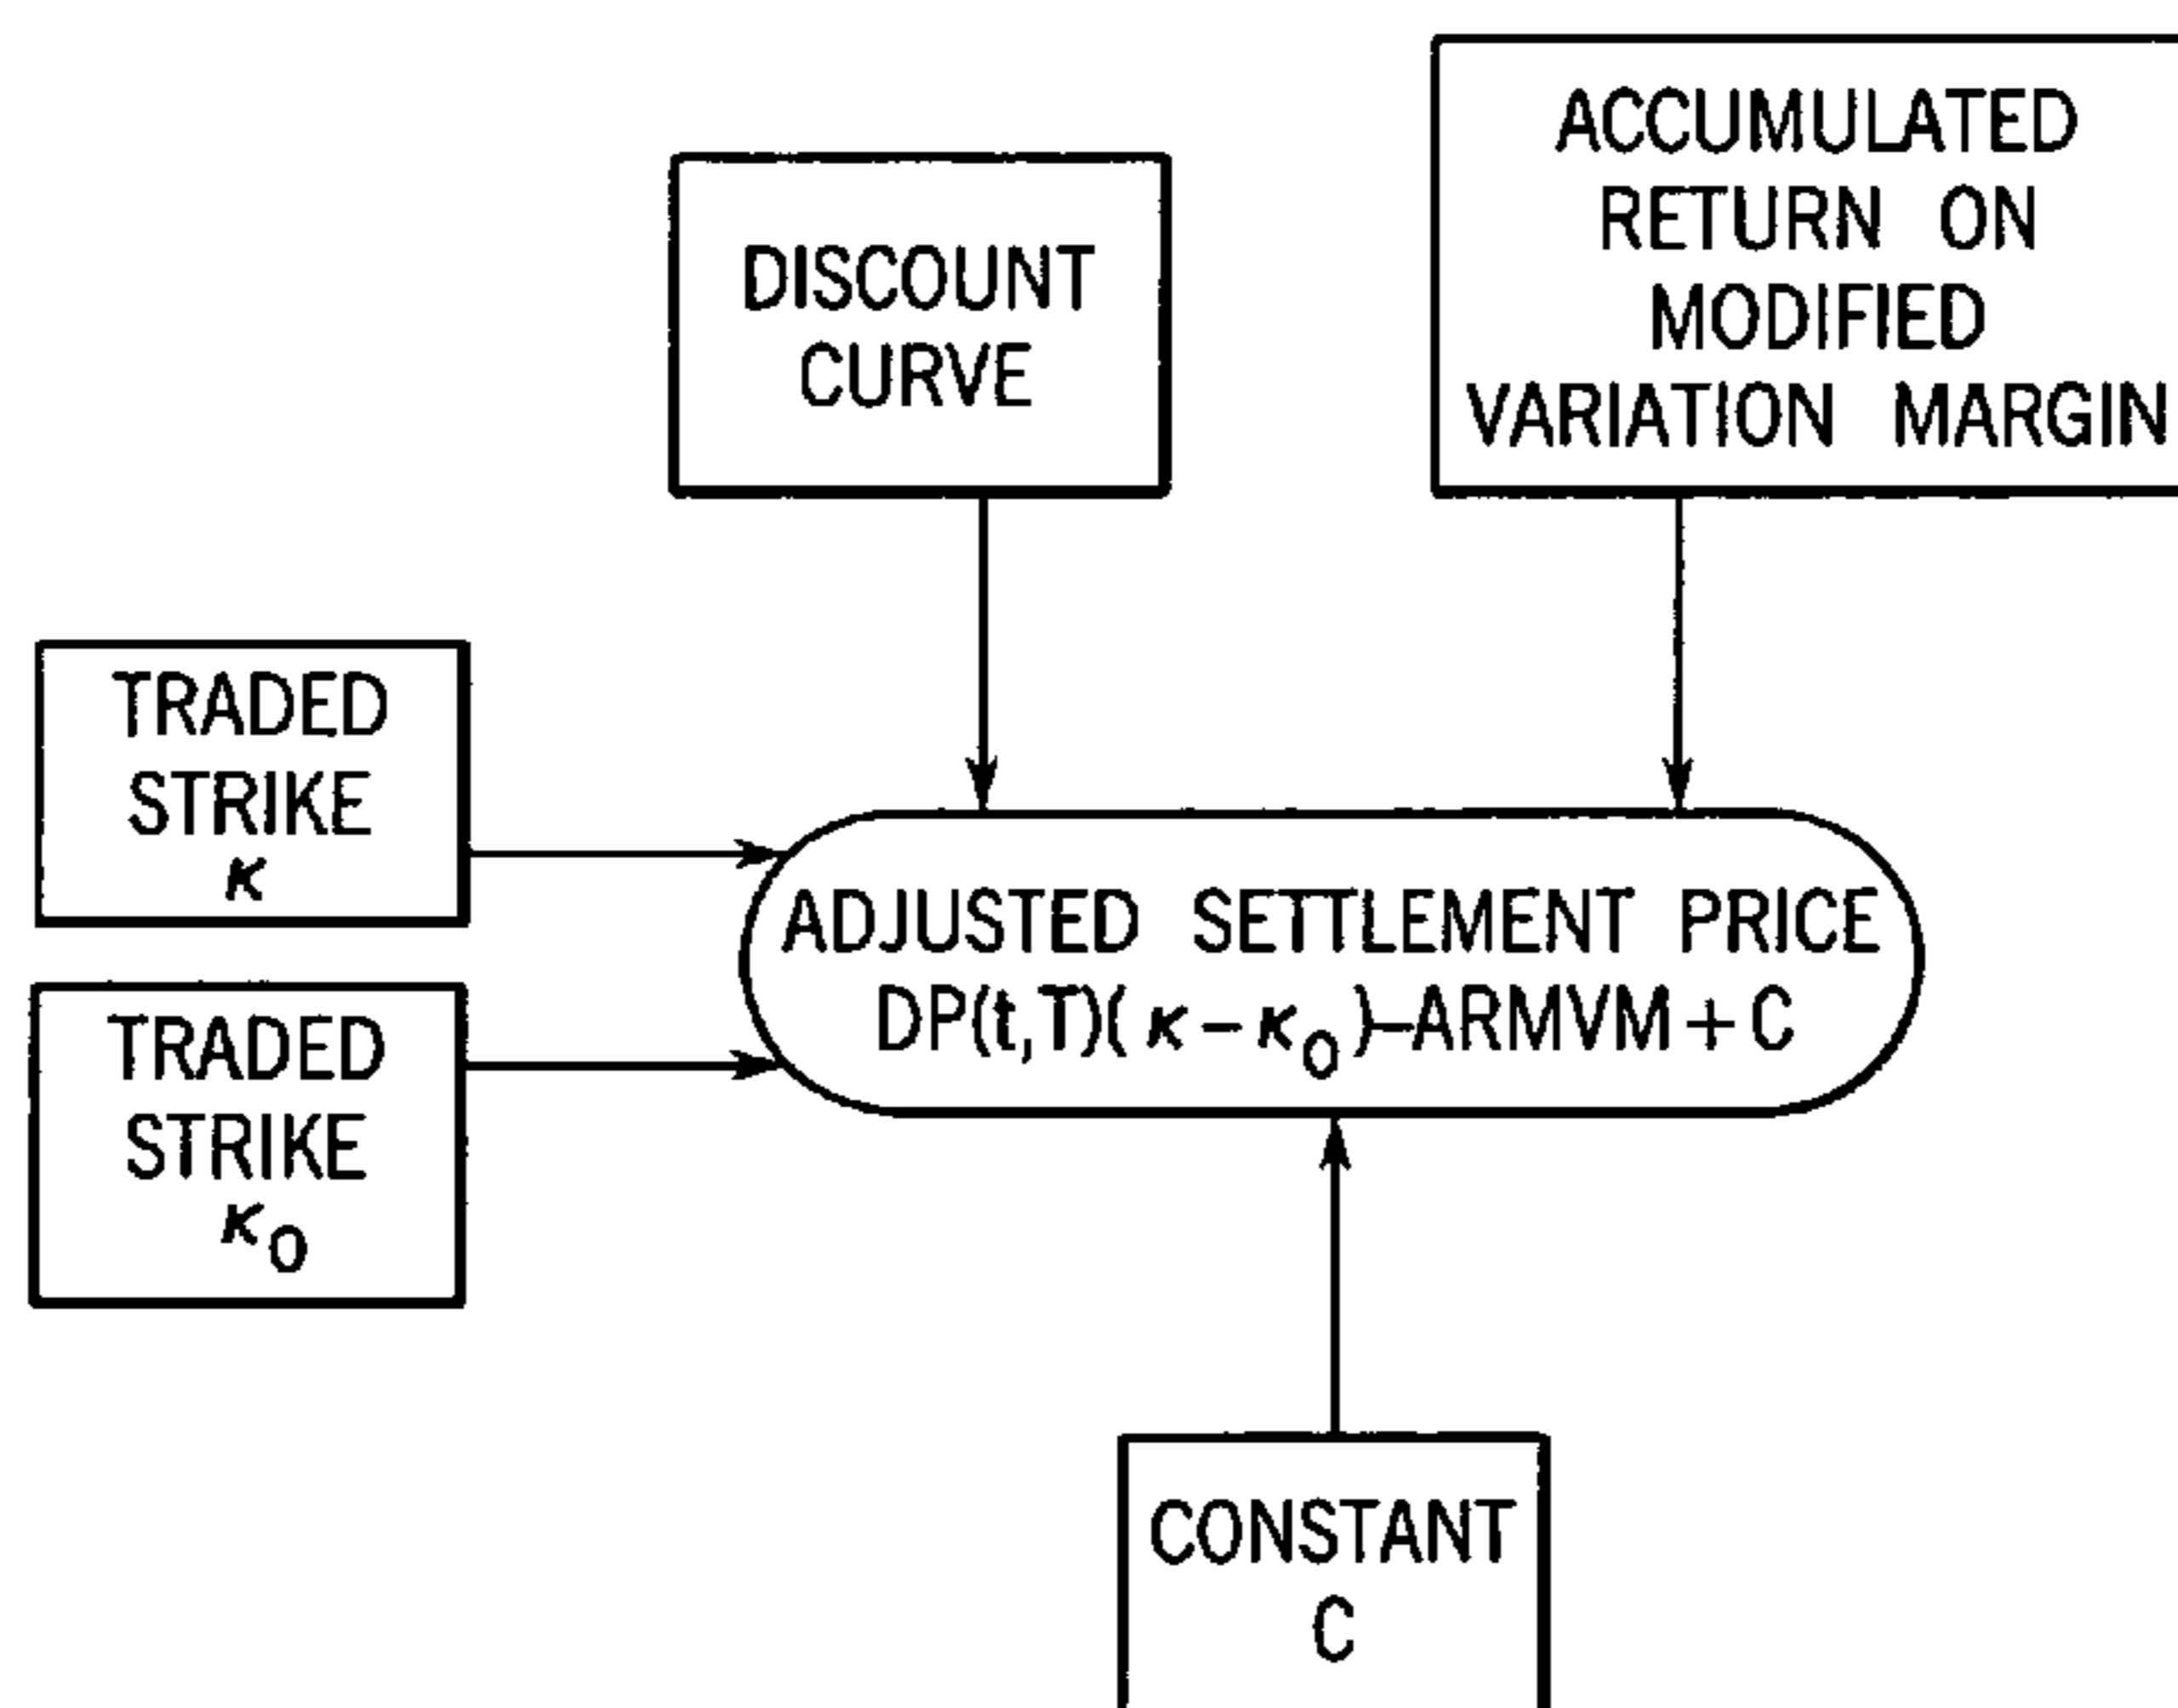 ACCUMULATED
RETURN ON
MODIFIED
VARIATION MARGIN
DISCOUNT
CURVE
TRADED
STRIKE
κ
TRADED
STRIKE
κ₀
ADJUSTED SETTLEMENT PRICE
DP(t,T)(κ-κ₀)-ARMVM+C
CONSTANT
C